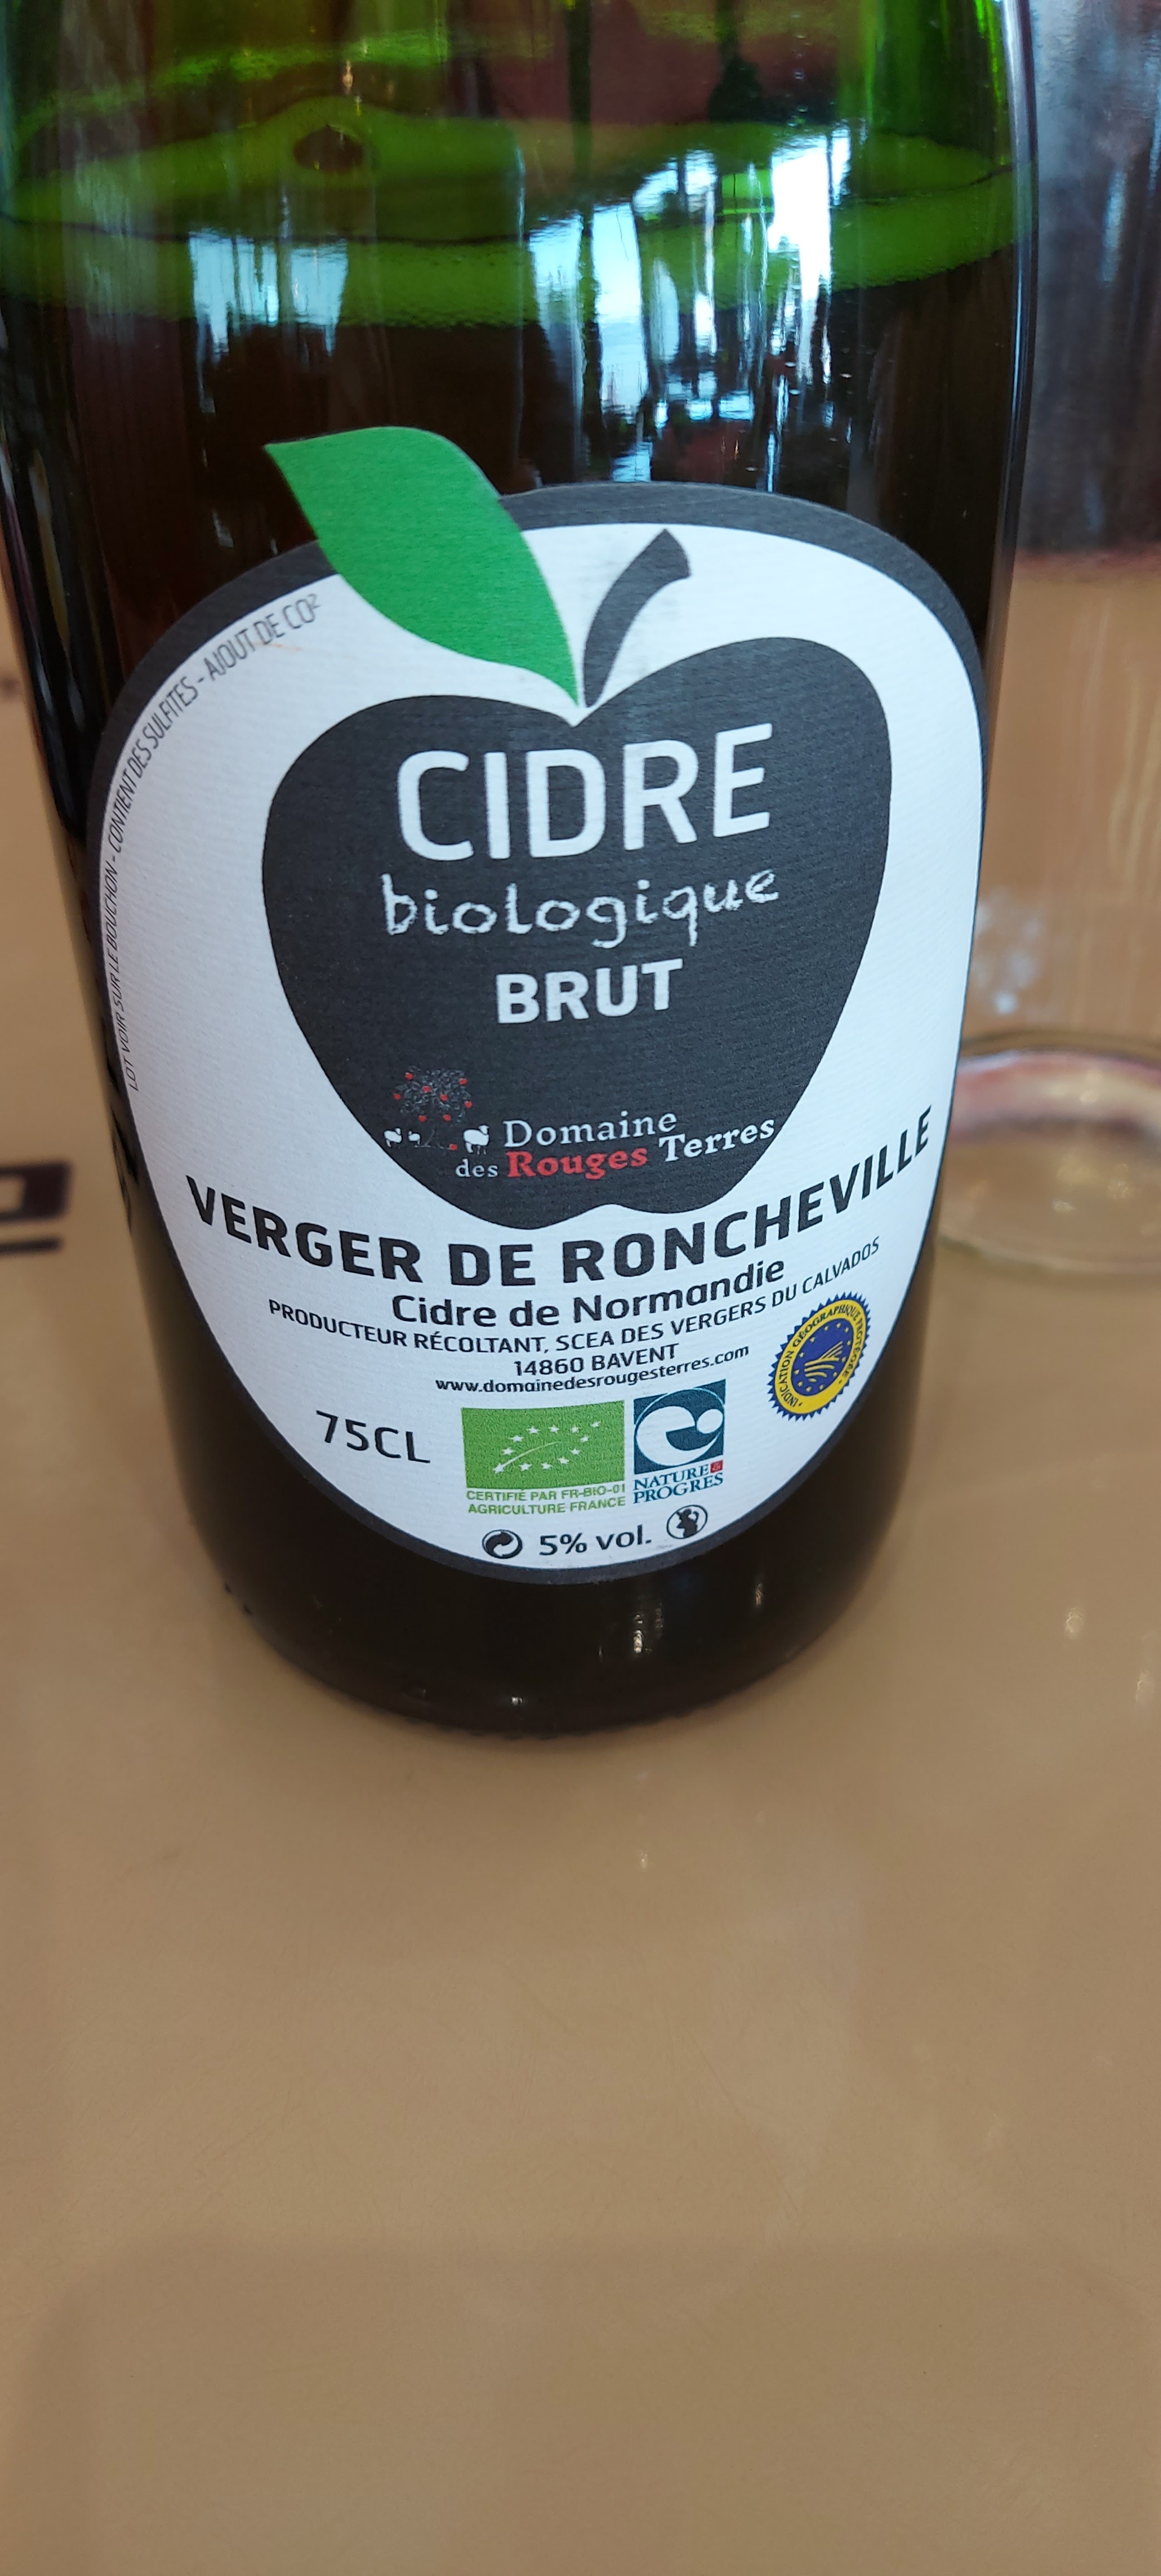 LOT VOIR SUR LE BOUCHON - CONTIENT DES SULFITES - AJOUT DE CO²
CIDRE
biologique
BRUT
Domaine
des Rouges Terres
VERGER DE RONCHEVILLE
Cidre de Normandie
PRODUCTEUR RÉCOLTANT, SCEA DES VERGERS DU CALVADOS
14860 BAVENT
www.domainedesrougesterres.com
INDICATION GÉOGRAPHIQUE PROTÉGÉE
75CL
CERTIFIÉ PAR FR-BIO-01
AGRICULTURE FRANCE
NATURE &
PROGRES
5% vol.